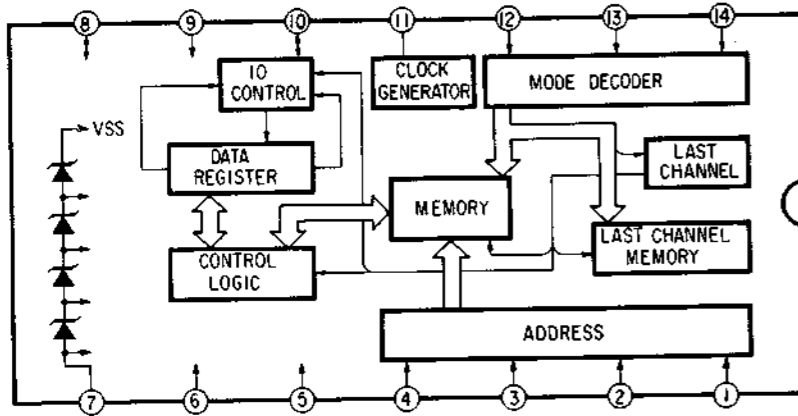 8 9 10 11 12 13 14
IO
CONTROL
CLOCK
GENERATOR
MODE DECODER
VSS
DATA
REGISTER
LAST
CHANNEL
MEMORY
CONTROL
LOGIC
LAST CHANNEL
MEMORY
ADDRESS
7 6 5 4 3 2 1